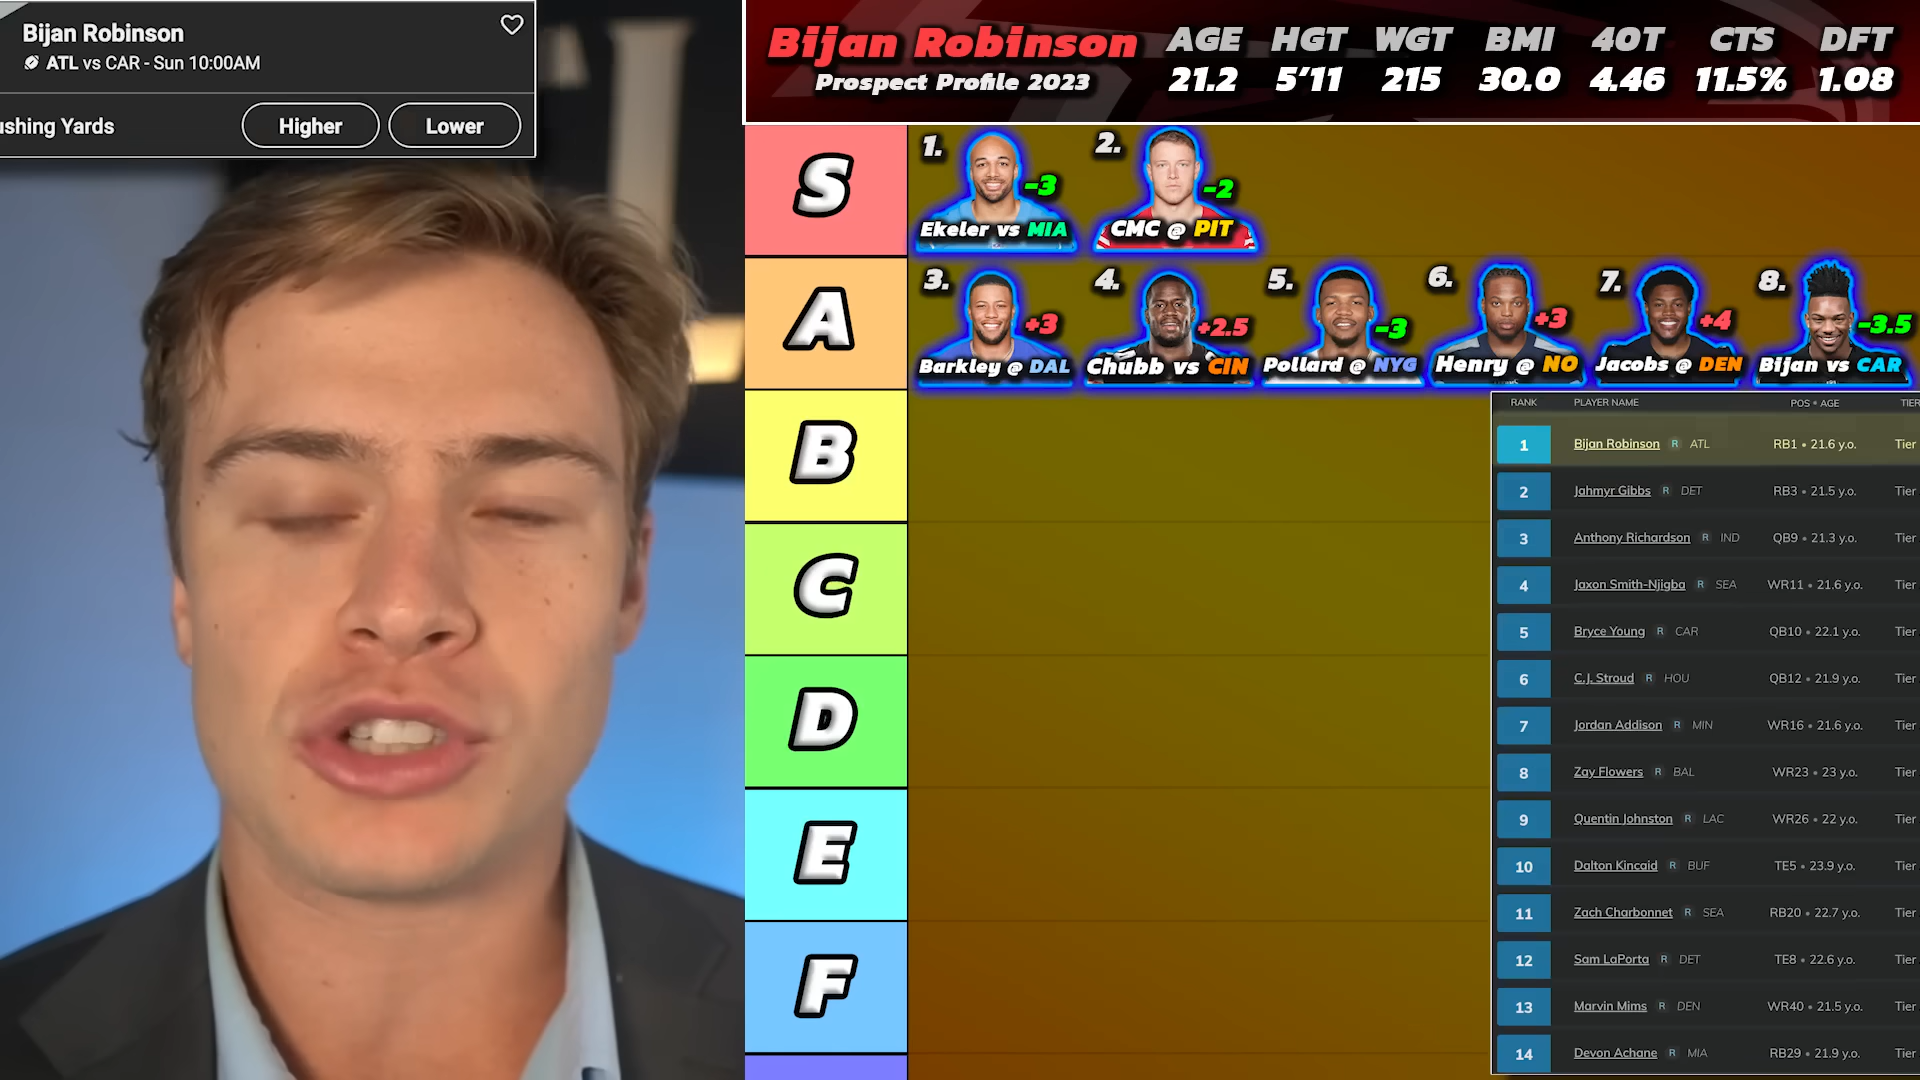 Bijan Robinson
ATL vs CAR - Sun 10:00AM
ushing Yards
Higher
Lower
Bijan Robinson
Prospect Profile 2023
AGE HGT WGT BMI 40T CTS DFT
21.2 5'11 215 30.0 4.46 11.5% 1.08
S
1.
-3
Ekeler vs MIA
2.
-2
CMC @ PIT
A
3.
+3
Barkley @ DAL
4.
+2.5
Chubb vs CIN
5.
-3
Pollard @ NYG
6.
+3
Henry @ NO
7.
+4
Jacobs @ DEN
8.
-3.5
Bijan vs CAR
B
C
D
E
F
RANK PLAYER NAME POS • AGE TIER
1 Bijan Robinson R ATL RB1 • 21.6 y.o. Tier
2 Jahmyr Gibbs R DET RB3 • 21.5 y.o. Tier
3 Anthony Richardson R IND QB9 • 21.3 y.o. Tier
4 Jaxon Smith-Njigba R SEA WR11 • 21.6 y.o. Tier
5 Bryce Young R CAR QB10 • 22.1 y.o. Tier
6 C.J. Stroud R HOU QB12 • 21.9 y.o. Tier
7 Jordan Addison R MIN WR16 • 21.6 y.o. Tier
8 Zay Flowers R BAL WR23 • 23 y.o. Tier
9 Quentin Johnston R LAC WR26 • 22 y.o. Tier
10 Dalton Kincaid R BUF TE5 • 23.9 y.o. Tier
11 Zach Charbonnet R SEA RB20 • 22.7 y.o. Tier
12 Sam LaPorta R DET TE8 • 22.6 y.o. Tier
13 Marvin Mims R DEN WR40 • 21.5 y.o. Tier
14 Devon Achane R MIA RB29 • 21.9 y.o. Tier